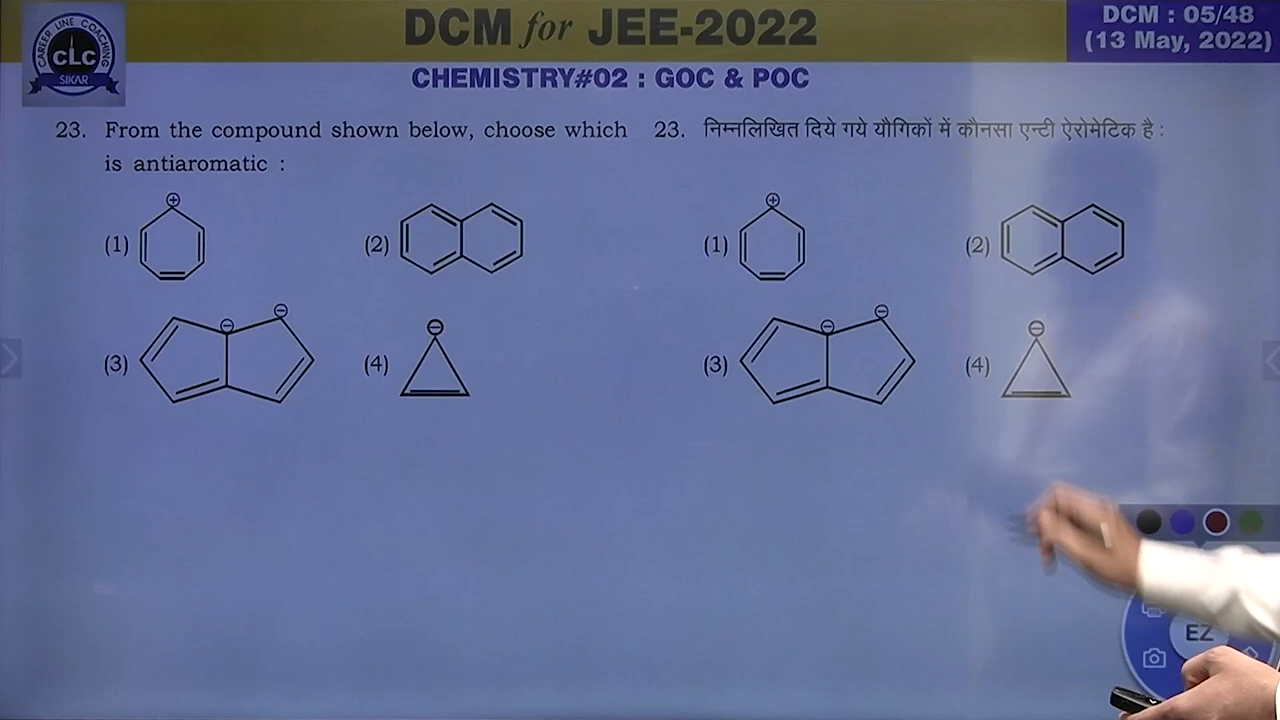 CAREER LINE COACHING
CLC
SIKAR
DCM for JEE-2022
DCM : 05/48
(13 May, 2022)
CHEMISTRY#02 : GOC & POC
23. From the compound shown below, choose which
is antiaromatic :
(1)
(2)
(3)
(4)
23. निम्नलिखित दिये गये यौगिकों में कौनसा एन्टी ऐरोमेटिक है :
(1)
(2)
(3)
(4)
EZ